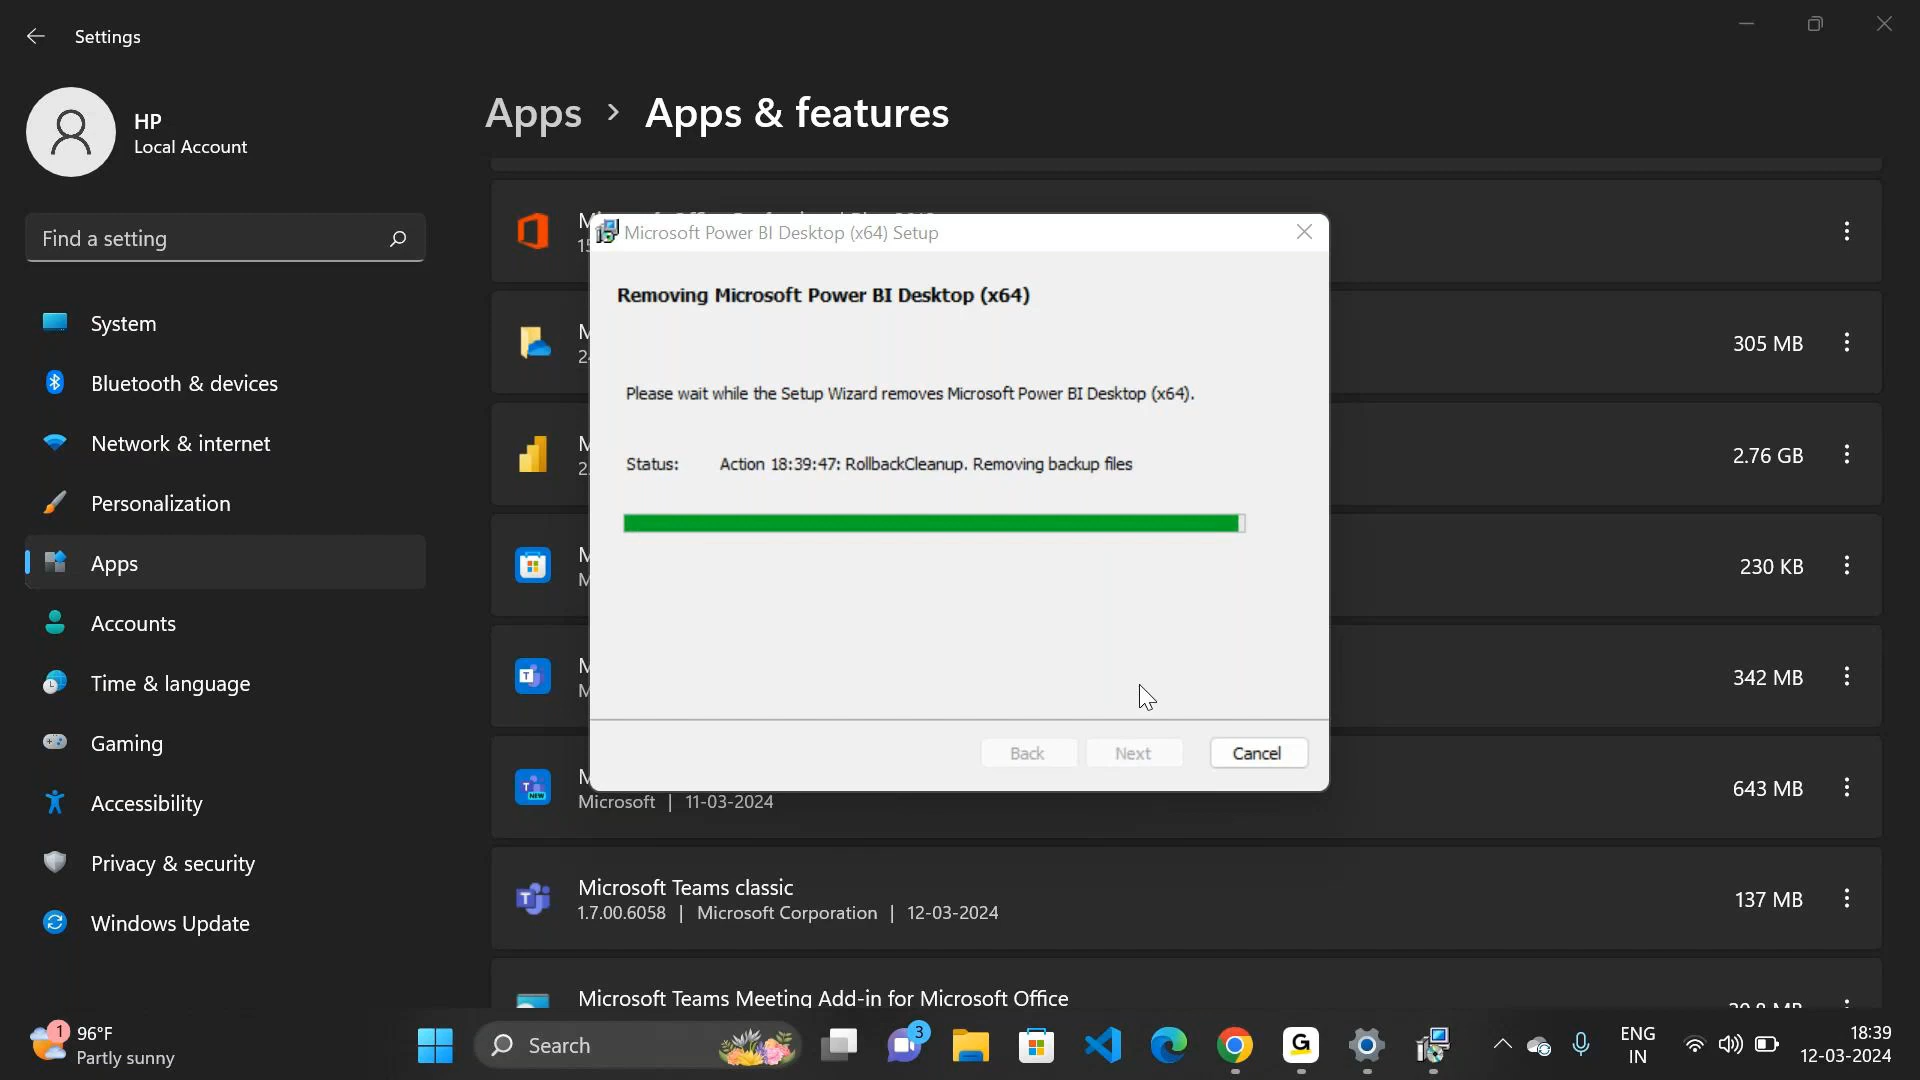 Settings
HP
Local Account
Apps > Apps & features
Find a setting
System
Bluetooth & devices
Network & internet
Personalization
Apps
Accounts
Time & language
Gaming
Accessibility
Privacy & security
Windows Update
Microsoft Power BI Desktop (x64) Setup
Removing Microsoft Power BI Desktop (x64)
Please wait while the Setup Wizard removes Microsoft Power BI Desktop (x64).
Status: Action 18:39:47: RollbackCleanup. Removing backup files
Back Next Cancel
305 MB
2.76 GB
230 KB
342 MB
643 MB
Microsoft | 11-03-2024
Microsoft Teams classic
1.7.00.6058 | Microsoft Corporation | 12-03-2024
137 MB
Microsoft Teams Meeting Add-in for Microsoft Office
1
96°F
Partly sunny
Search
3
ENG
IN
18:39
12-03-2024